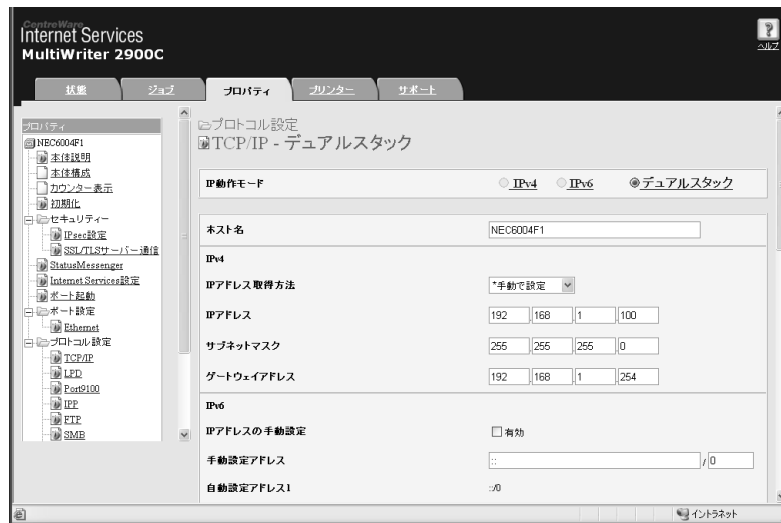 CentreWare
Internet Services
MultiWriter 2900C
ヘルプ
状態 ジョブ プロパティ プリンター サポート
プロパティ
NEC6004F1
本体説明
本体構成
カウンター表示
初期化
セキュリティー
IPsec設定
SSL/TLSサーバー通信
StatusMessenger
Internet Services設定
ポート起動
ポート設定
Ethernet
プロトコル設定
TCP/IP
LPD
Port9100
IPP
FTP
SMB
プロトコル設定
TCP/IP - デュアルスタック
IP動作モード IPv4 IPv6 デュアルスタック
ホスト名 NEC6004F1
IPv4
IPアドレス取得方法 *手動で設定
IPアドレス 192 .168 .1 .100
サブネットマスク 255 .255 .255 .0
ゲートウェイアドレス 192 .168 .1 .254
IPv6
IPアドレスの手動設定 有効
手動設定アドレス :: / 0
自動設定アドレス1 ::/0
イントラネット